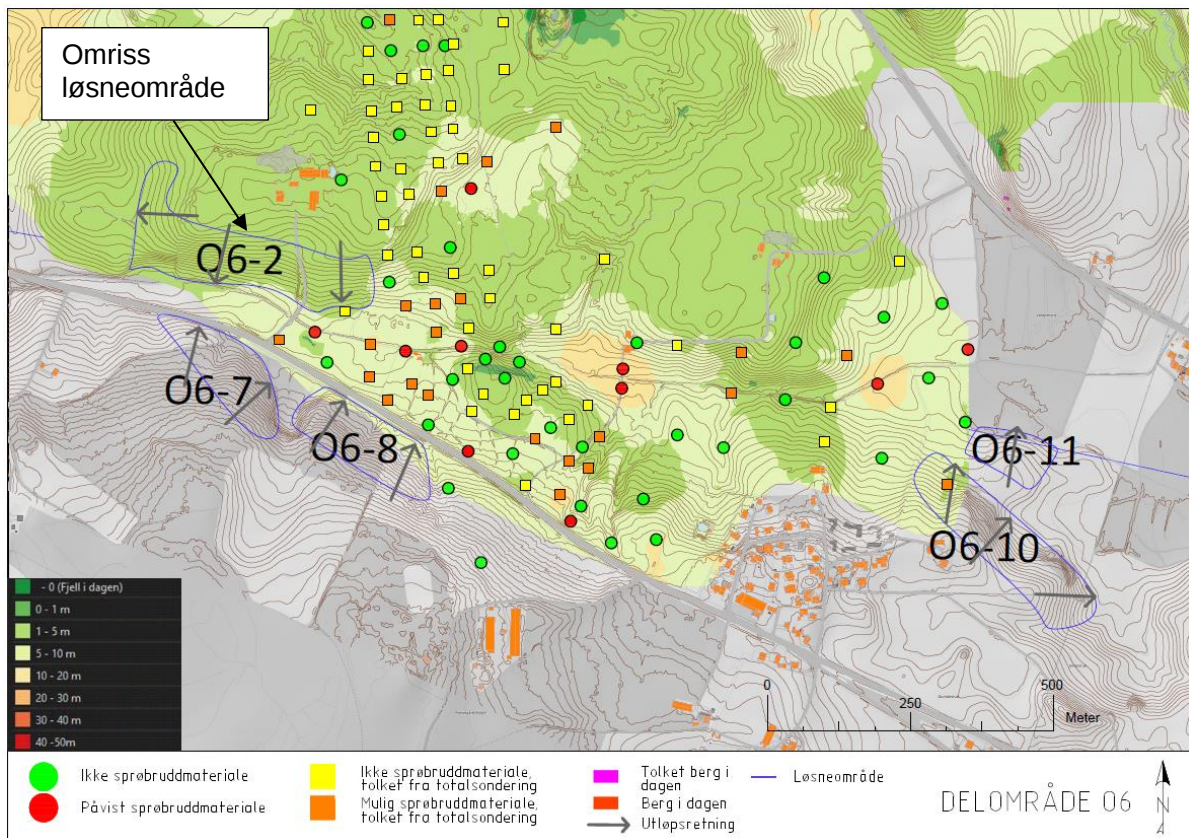 Omriss
løsneområde
O6-2
O6-7
O6-8
O6-11
O6-10
- 0 (Fjell i dagen)
0 - 1 m
1 - 5 m
5 - 10 m
10 - 20 m
20 - 30 m
30 - 40 m
40 -50m
0
500
250
Meter
Ikke sprøbruddmateriale
Påvist sprøbruddmateriale
Ikke sprøbruddmateriale,
tolket fra totalsondering
Mulig sprøbruddmateriale,
tolket fra totalsondering
Tolket berg i
dagen
Berg i dagen
Utløpsretning
Løsneområde
DELOMRÅDE 06
N